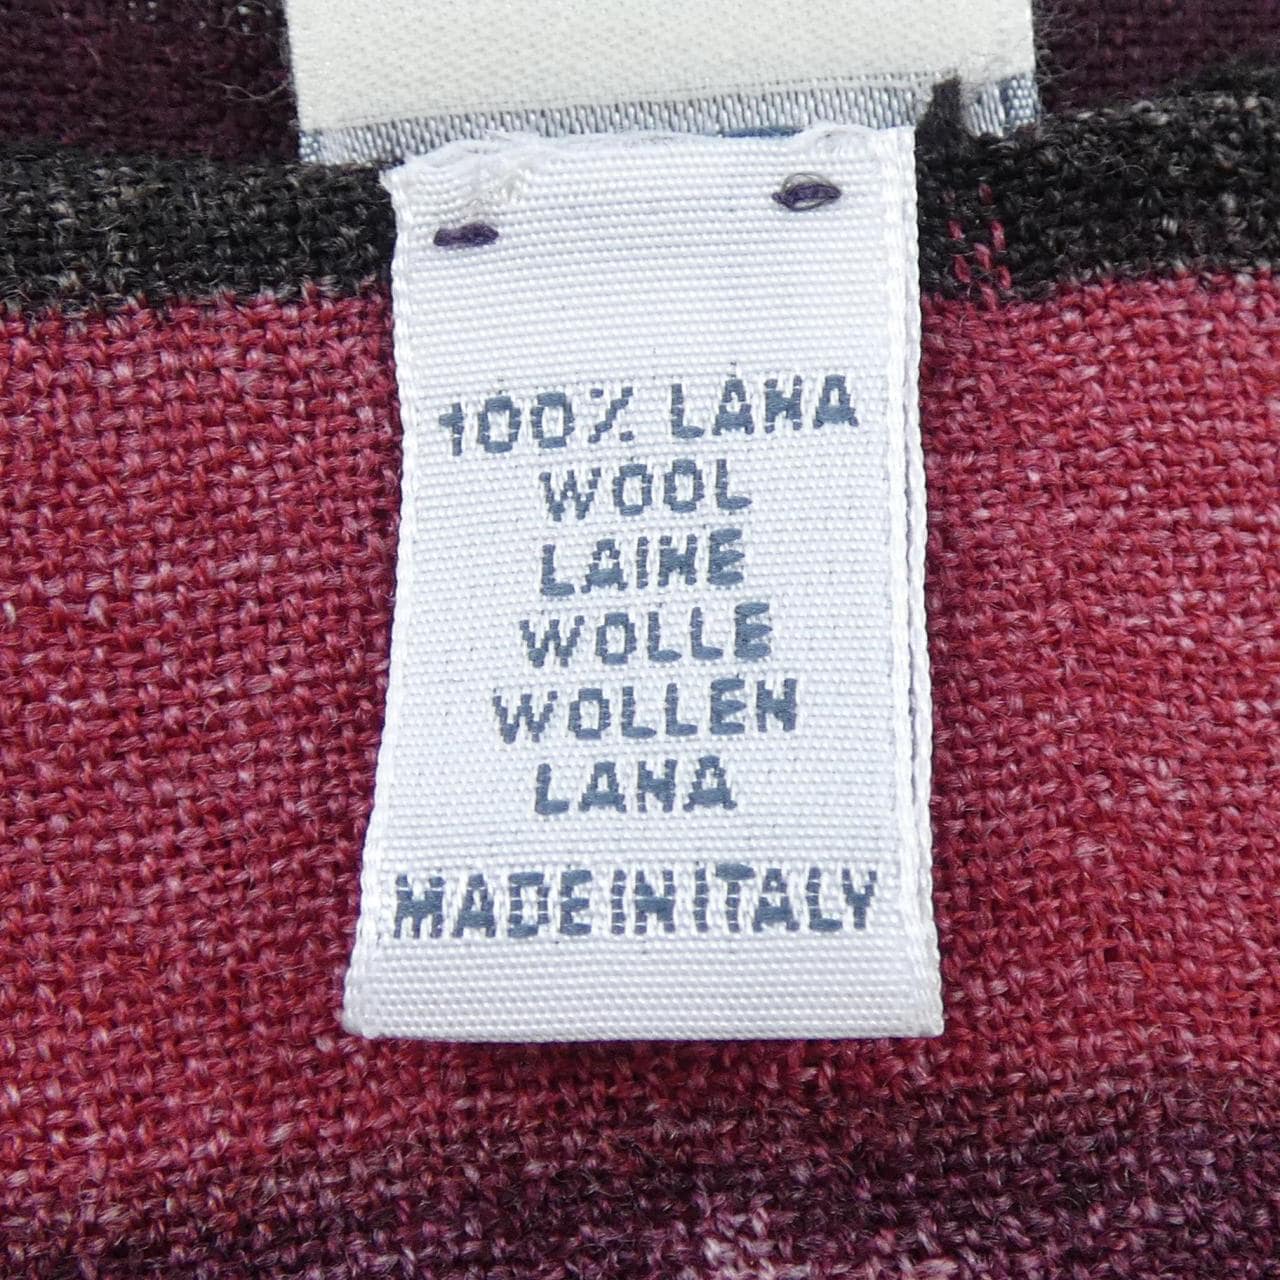 100% LANA
WOOL
LAINE
WOLLE
WOLLEN
LANA
MADE IN ITALY